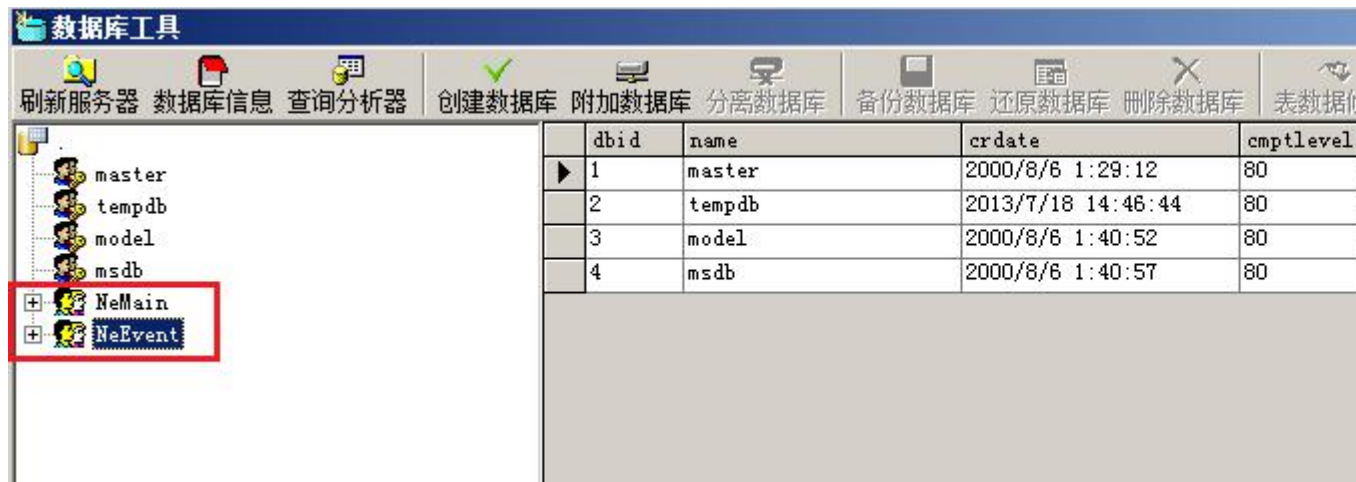 数据库工具
刷新服务器 数据库信息 查询分析器 创建数据库 附加数据库 分离数据库 备份数据库 还原数据库 删除数据库 表数据
.
master
tempdb
model
msdb
NeMain
NeEvent
dbid name crdate cmptlevel
1 master 2000/8/6 1:29:12 80
2 tempdb 2013/7/18 14:46:44 80
3 model 2000/8/6 1:40:52 80
4 msdb 2000/8/6 1:40:57 80